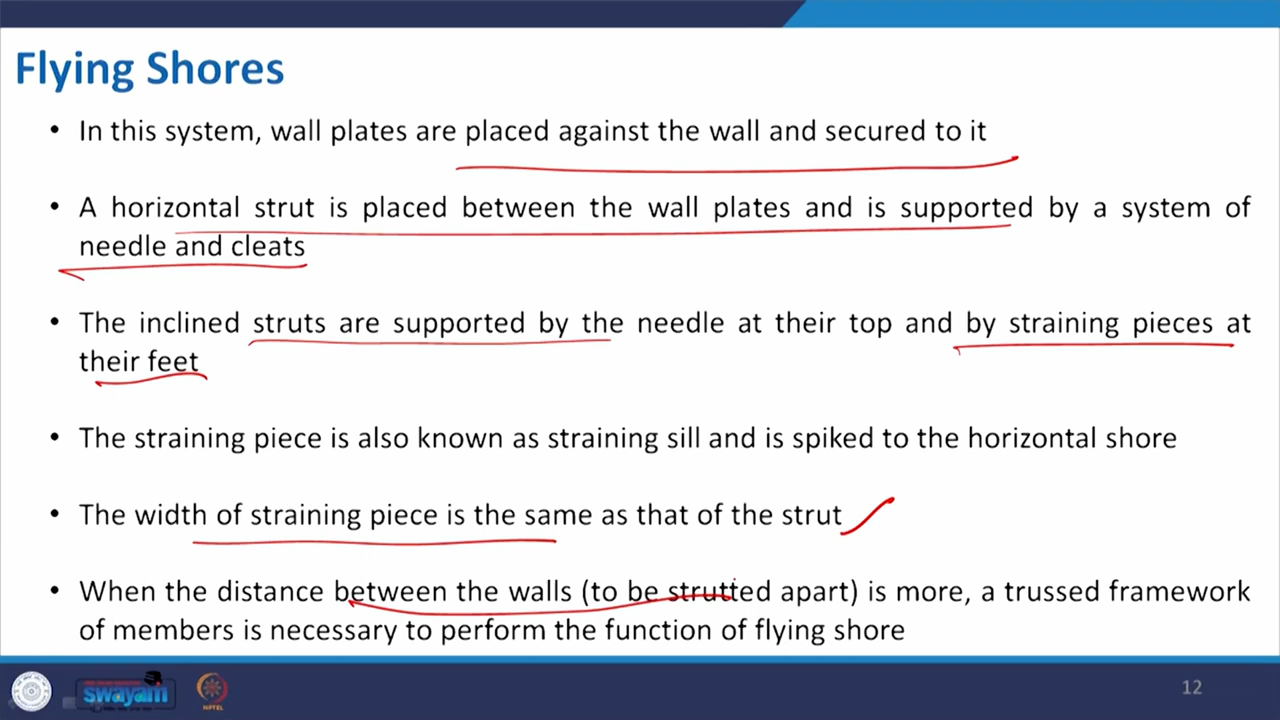 Flying Shores
• In this system, wall plates are placed against the wall and secured to it
• A horizontal strut is placed between the wall plates and is supported by a system of
needle and cleats
• The inclined struts are supported by the needle at their top and by straining pieces at
their feet
• The straining piece is also known as straining sill and is spiked to the horizontal shore
• The width of straining piece is the same as that of the strut
• When the distance between the walls (to be strutted apart) is more, a trussed framework
of members is necessary to perform the function of flying shore
swayam
NPTEL
12